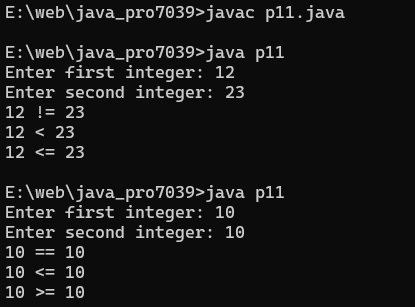 E:\web\java_pro7039>javac p11.java
E:\web\java_pro7039>java p11
Enter first integer: 12
Enter second integer: 23
12 != 23
12 < 23
12 <= 23
E:\web\java_pro7039>java p11
Enter first integer: 10
Enter second integer: 10
10 == 10
10 <= 10
10 >= 10